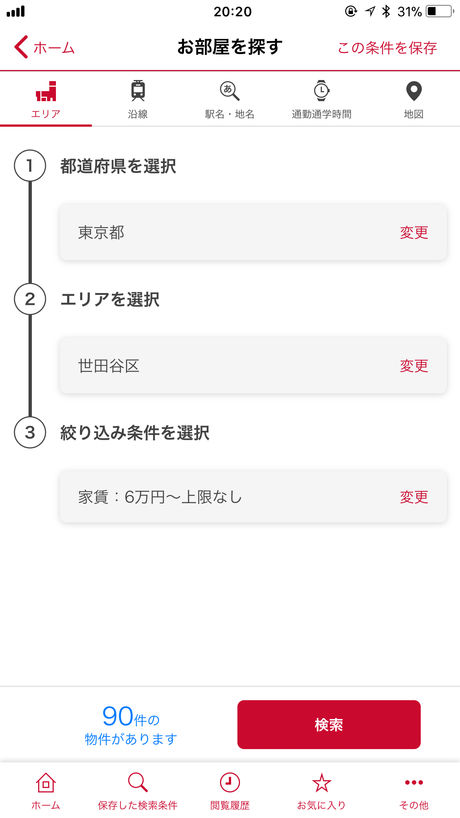 20:20
31%
ホーム
お部屋を探す
この条件を保存
あ
エリア
沿線
駅名・地名
通勤通学時間
地図
1
都道府県を選択
東京都
変更
2
エリアを選択
世田谷区
変更
3
絞り込み条件を選択
家賃：6万円〜上限なし
変更
90件の
物件があります
検索
ホーム
保存した検索条件
閲覧履歴
お気に入り
その他